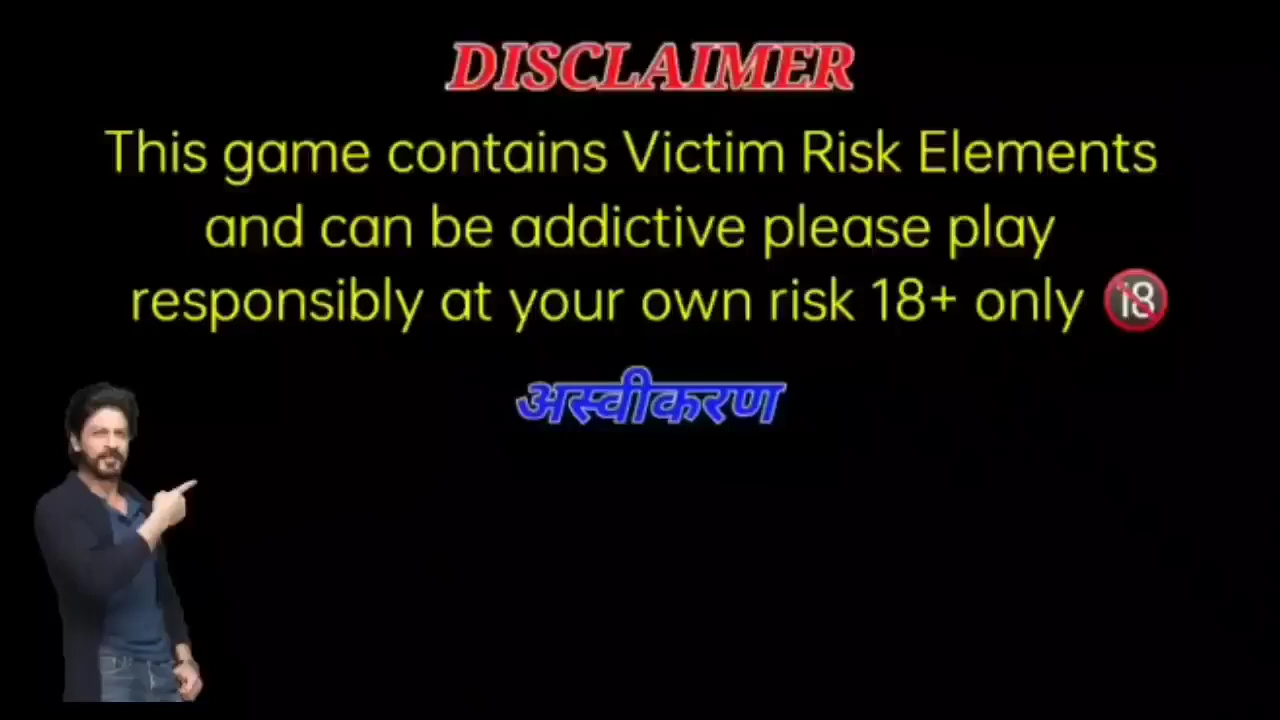 DISCLAIMER
This game contains Victim Risk Elements
and can be addictive please play
responsibly at your own risk 18+ only 🔞
अस्वीकरण